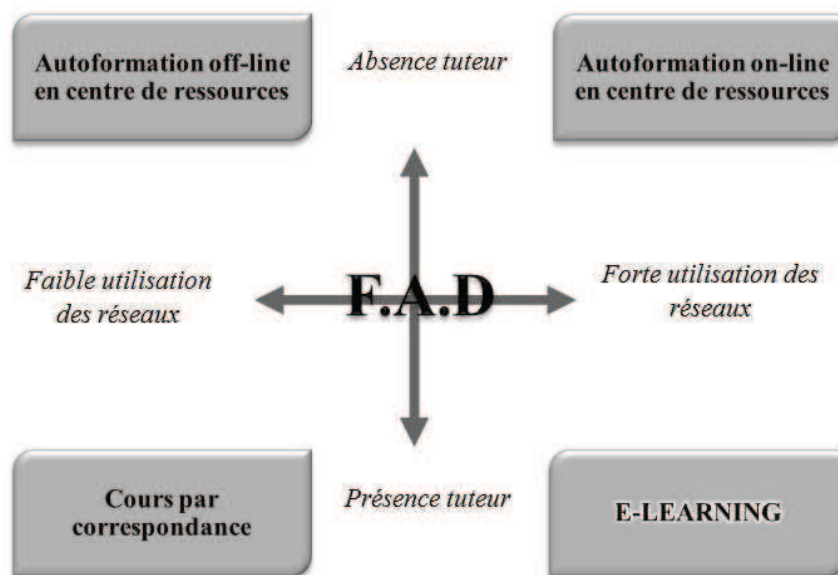 Autoformation off-line
en centre de ressources
Absence tuteur
Autoformation on-line
en centre de ressources
Faible utilisation
des réseaux
F.A.D
Forte utilisation des
réseaux
Cours par
correspondance
Présence tuteur
E-LEARNING